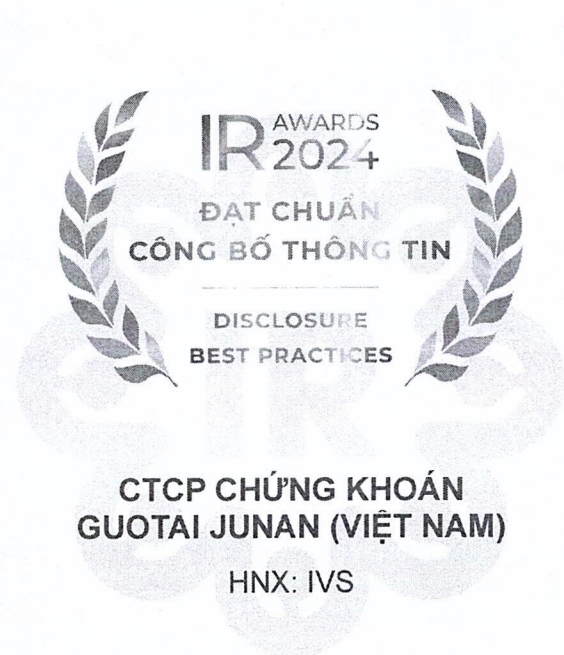 IR AWARDS
2024
ĐẠT CHUẨN
CÔNG BỐ THÔNG TIN
DISCLOSURE
BEST PRACTICES
CTCP CHỨNG KHOÁN
GUOTAI JUNAN (VIỆT NAM)
HNX: IVS